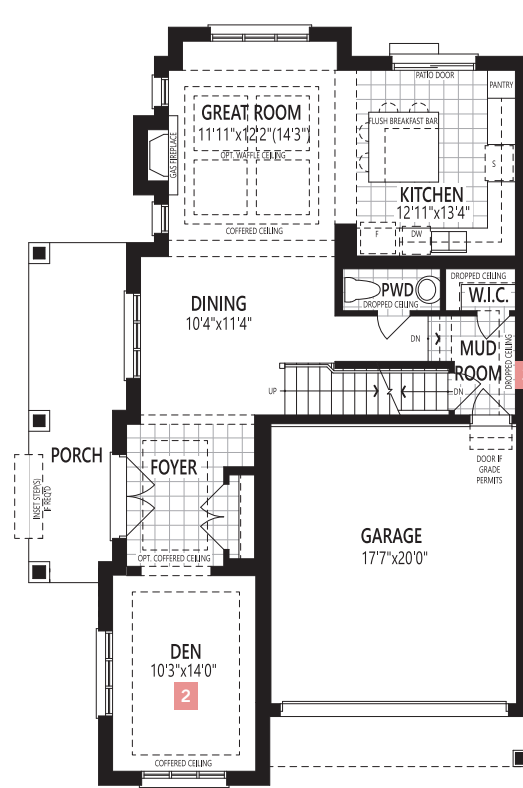 PATIO DOOR
PANTRY
GREAT ROOM
11'11"x12'2"(14'3")
OPT. WAFFLE CEILING
GAS FIREPLACE
FLUSH BREAKFAST BAR
S
KITCHEN
12'11"x13'4"
COFFERED CEILING
F
DW
DROPPED CEILING
PWD
DROPPED CEILING
W.I.C.
DINING
10'4"x11'4"
DN
MUD
ROOM
DROPPED CEILING
UP
DN
PORCH
FOYER
INSET STEP(S)
IF REQ'D
DOOR IF
GRADE
PERMITS
OPT. COFFERED CEILING
GARAGE
17'7"x20'0"
DEN
10'3"x14'0"
2
COFFERED CEILING